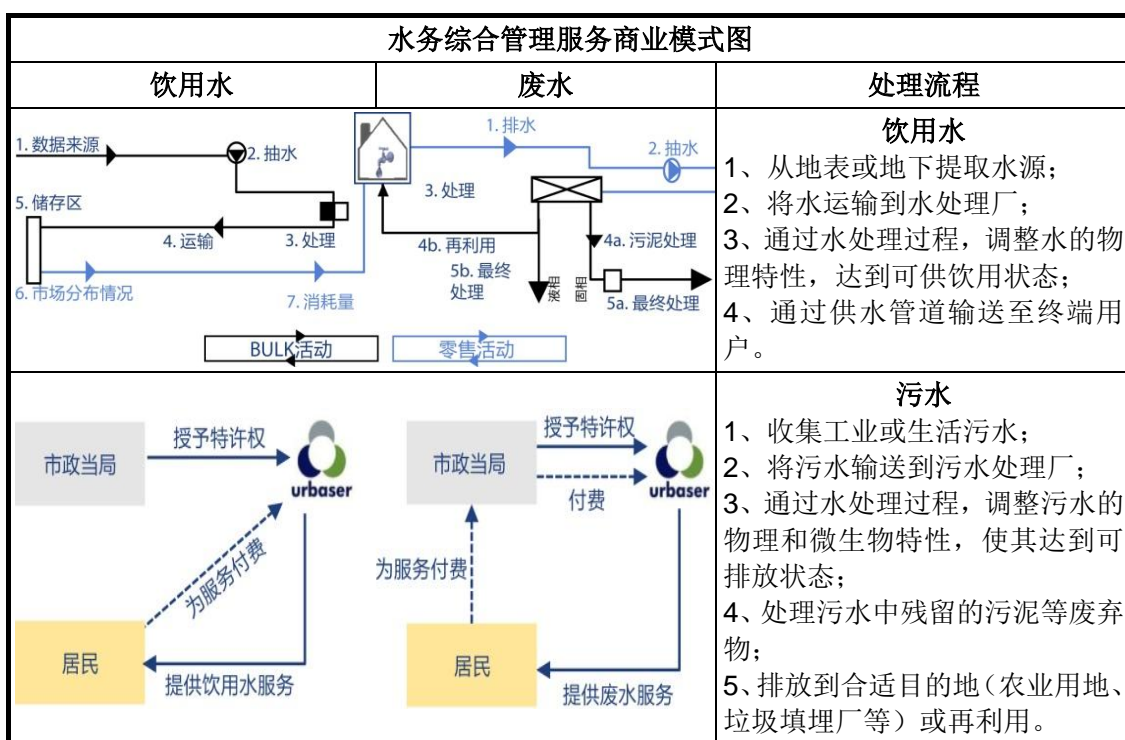 水务综合管理服务商业模式图
饮用水
废水
处理流程
1. 数据来源
2. 抽水
5. 储存区
4. 运输
3. 处理
6. 市场分布情况
7. 消耗量
1. 排水
2. 抽水
3. 处理
4b. 再利用
4a. 污泥处理
5b. 最终
处理
液相
固相
5a. 最终处理
BULK活动
零售活动
饮用水
1、从地表或地下提取水源；
2、将水运输到水处理厂；
3、通过水处理过程，调整水的物
理特性，达到可供饮用状态；
4、通过供水管道输送至终端用
户。
市政当局
授予特许权
urbaser
为服务付费
居民
提供饮用水服务
市政当局
授予特许权
付费
urbaser
为服务付费
居民
提供废水服务
污水
1、收集工业或生活污水；
2、将污水输送到污水处理厂；
3、通过水处理过程，调整污水的
物理和微生物特性，使其达到可
排放状态；
4、处理污水中残留的污泥等废弃
物；
5、排放到合适目的地（农业用地、
垃圾填埋厂等）或再利用。